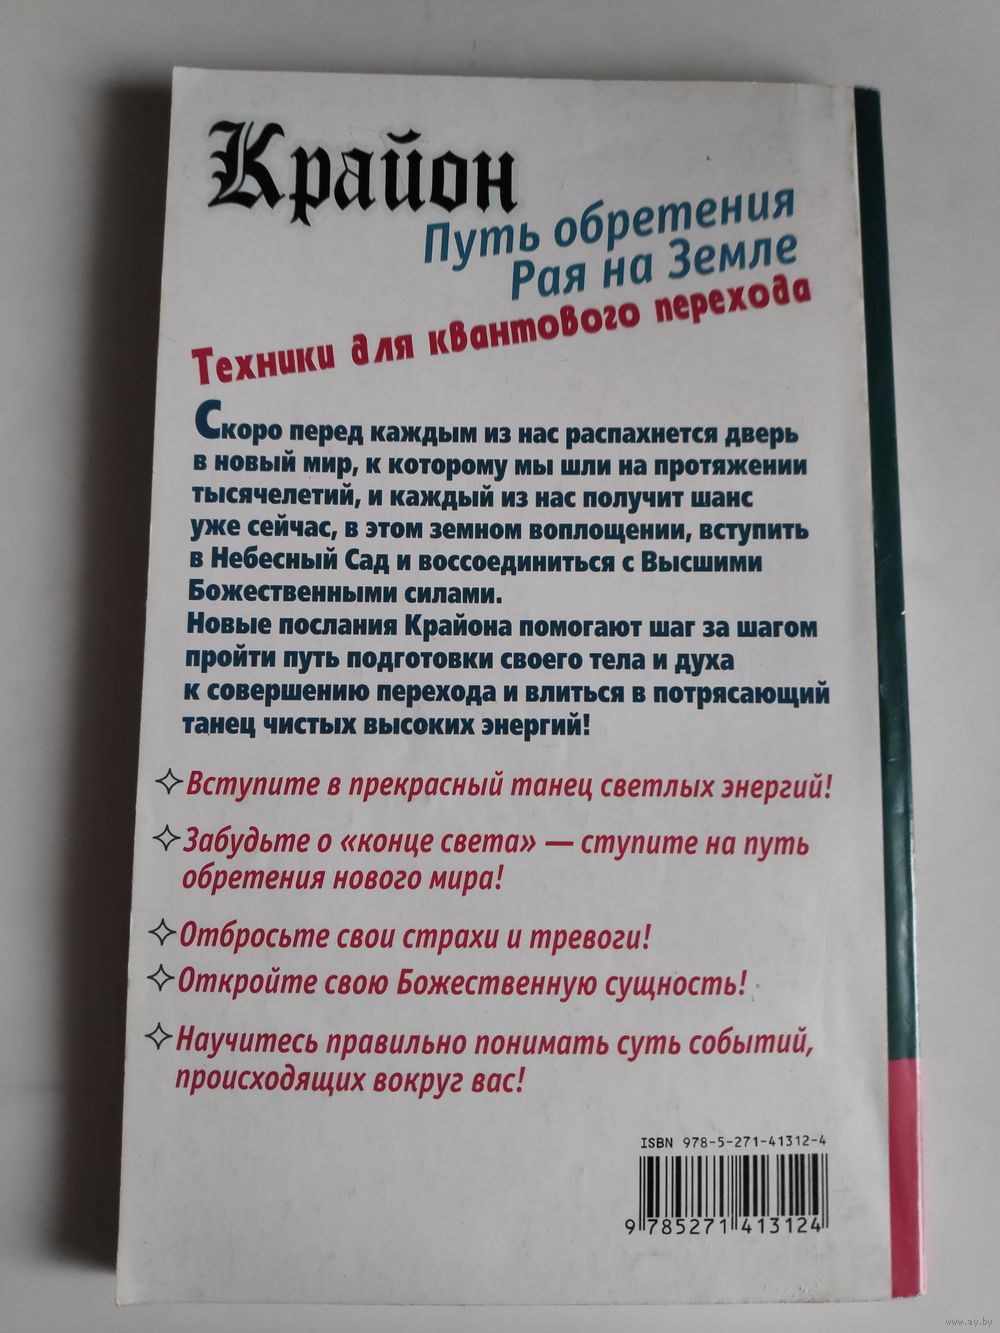 Крайон
Путь обретения
Рая на Земле
Техники для квантового перехода
Скоро перед каждым из нас распахнется дверь
в новый мир, к которому мы шли на протяжении
тысячелетий, и каждый из нас получит шанс
уже сейчас, в этом земном воплощении, вступить
в Небесный Сад и воссоединиться с Высшими
Божественными силами.
Новые послания Крайона помогают шаг за шагом
пройти путь подготовки своего тела и духа
к совершению перехода и влиться в потрясающий
танец чистых высоких энергий!
Вступите в прекрасный танец светлых энергий!
Забудьте о «конце света» — ступите на путь
обретения нового мира!
Отбросьте свои страхи и тревоги!
Откройте свою Божественную сущность!
Научитесь правильно понимать суть событий,
происходящих вокруг вас!
ISBN 978-5-271-41312-4
9 785271 413124
www.ay.by